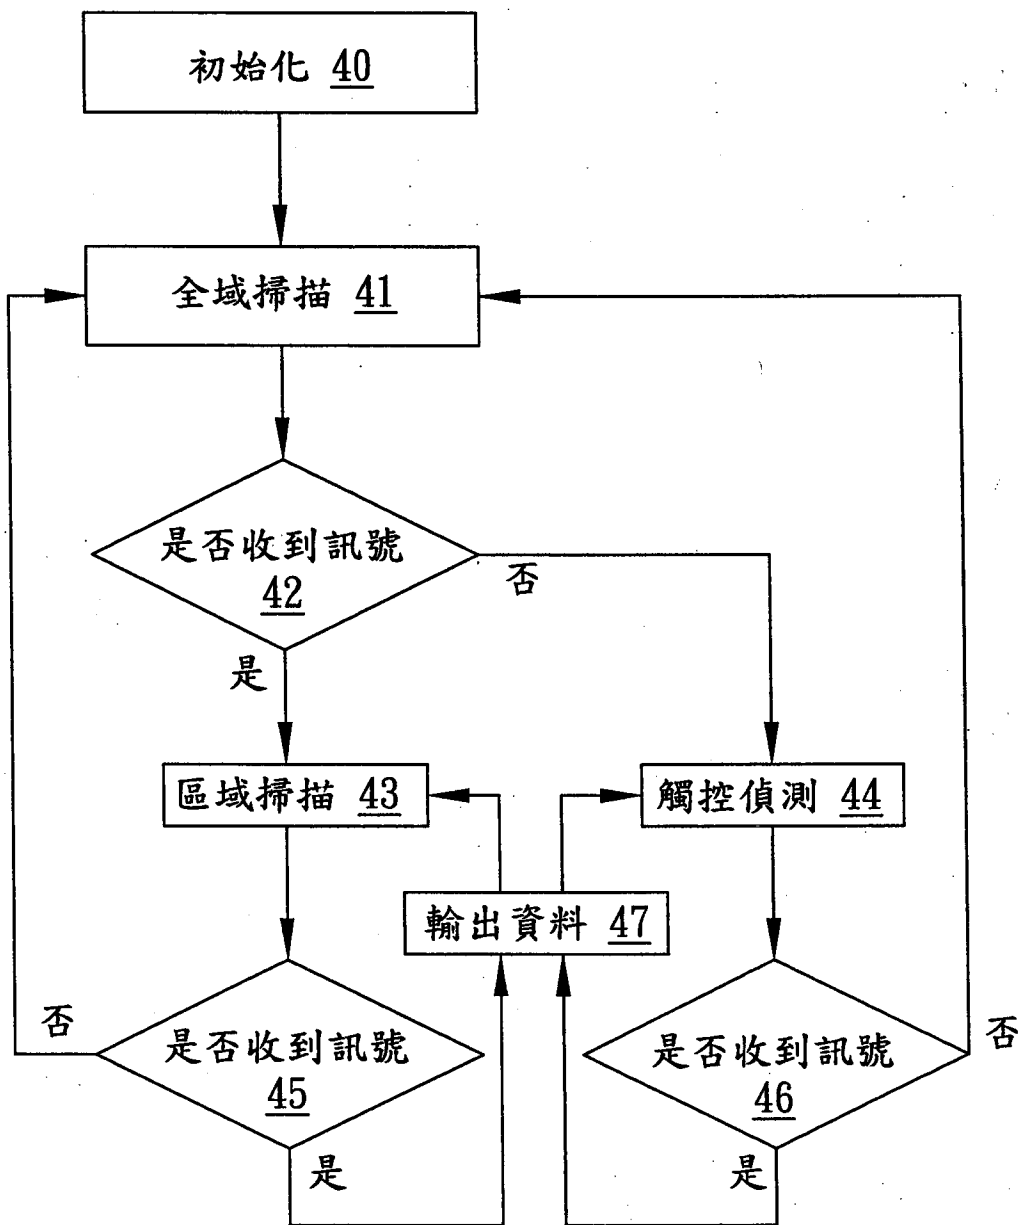 初始化 40
全域掃描 41
是否收到訊號
42
否
是
區域掃描 43
觸控偵測 44
輸出資料 47
否
是否收到訊號
45
是否收到訊號
46
否
是
是